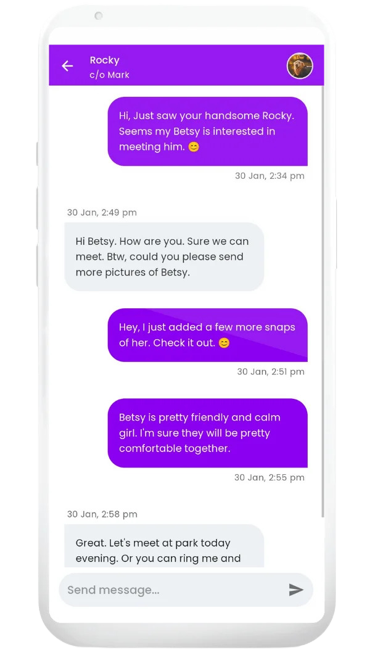 Rocky
c/o Mark
Hi, Just saw your handsome Rocky.
Seems my Betsy is interested in
meeting him. 😊
30 Jan, 2:34 pm
30 Jan, 2:49 pm
Hi Betsy. How are you. Sure we can
meet. Btw, could you please send
more pictures of Betsy.
Hey, I just added a few more snaps
of her. Check it out. 😊
30 Jan, 2:51 pm
Betsy is pretty friendly and calm
girl. I'm sure they will be pretty
comfortable together.
30 Jan, 2:55 pm
30 Jan, 2:58 pm
Great. Let's meet at park today
evening. Or you can ring me and
Send message...